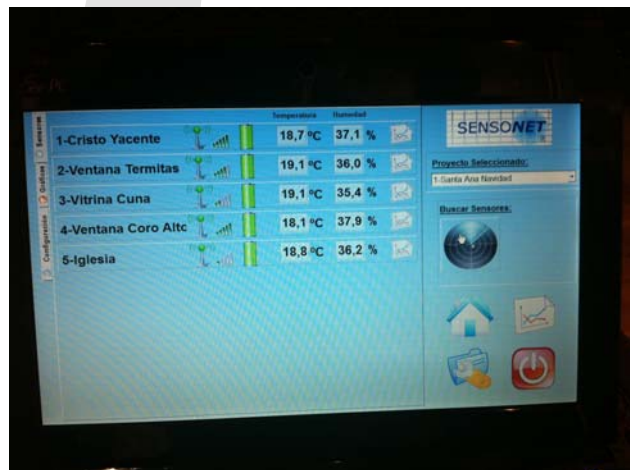 Temperatura Humedad
1-Cristo Yacente 18,7 ºC 37,1 %
2-Ventana Termitas 19,1 ºC 36,0 %
3-Vitrina Cuna 19,1 ºC 35,4 %
4-Ventana Coro Altc 18,1 ºC 37,9 %
5-Iglesia 18,8 ºC 36,2 %
Sensores
Gráficas
Configuración
SENSONET
Proyecto Seleccionado:
1-Santa Ana Navidad
Buscar Sensores: